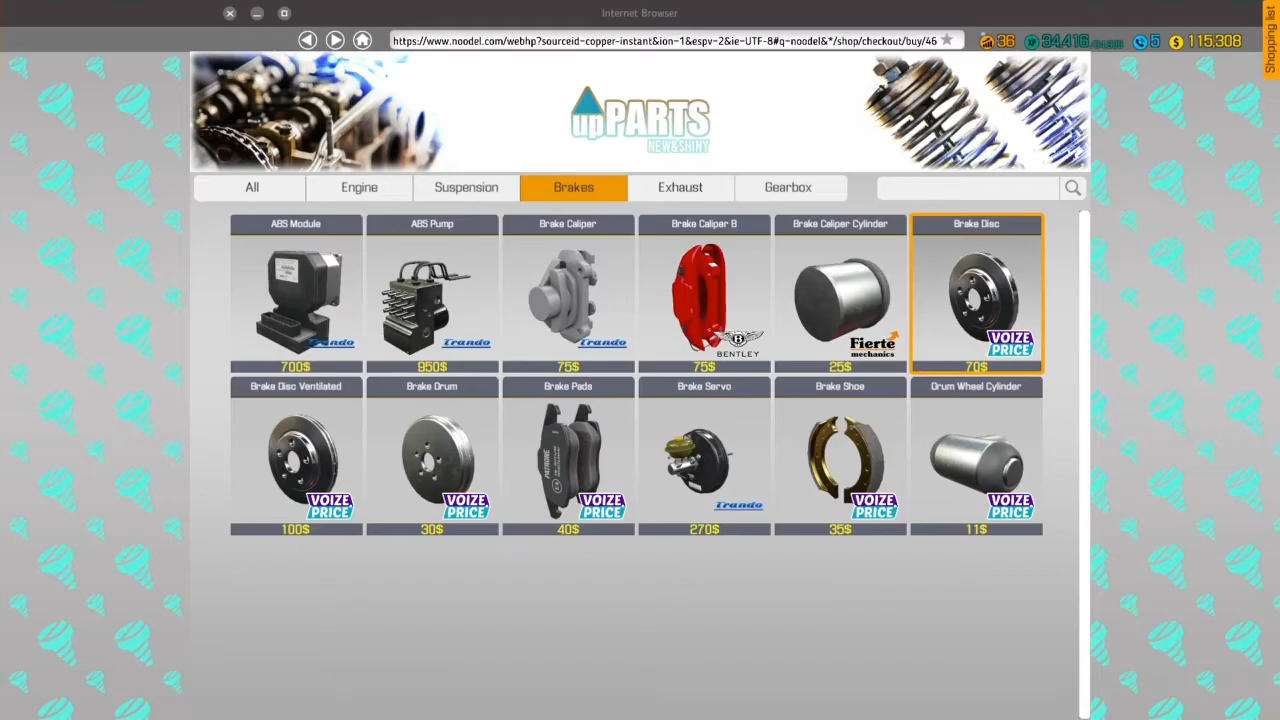 Internet Browser
https://www.noodel.com/webhp?sourceid-copper-instant&ion-1&espv-2&ie-UTF-8#q-noodel&*/shop/checkout/buy/46
36
34.416
5
$ 115.308
Shopping list
upPARTS
NEW&SHINY
All Engine Suspension Brakes Exhaust Gearbox
ABS Module ABS Pump Brake Caliper Brake Caliper B Brake Caliper Cylinder Brake Disc
Trando Trando Trando BENTLEY Fierte mechanics VOIZE PRICE
700$ 950$ 75$ 75$ 25$ 70$
Brake Disc Ventilated Brake Drum Brake Pads Brake Servo Brake Shoe Drum Wheel Cylinder
VOIZE PRICE VOIZE PRICE VOIZE PRICE Trando VOIZE PRICE VOIZE PRICE
100$ 30$ 40$ 270$ 35$ 11$